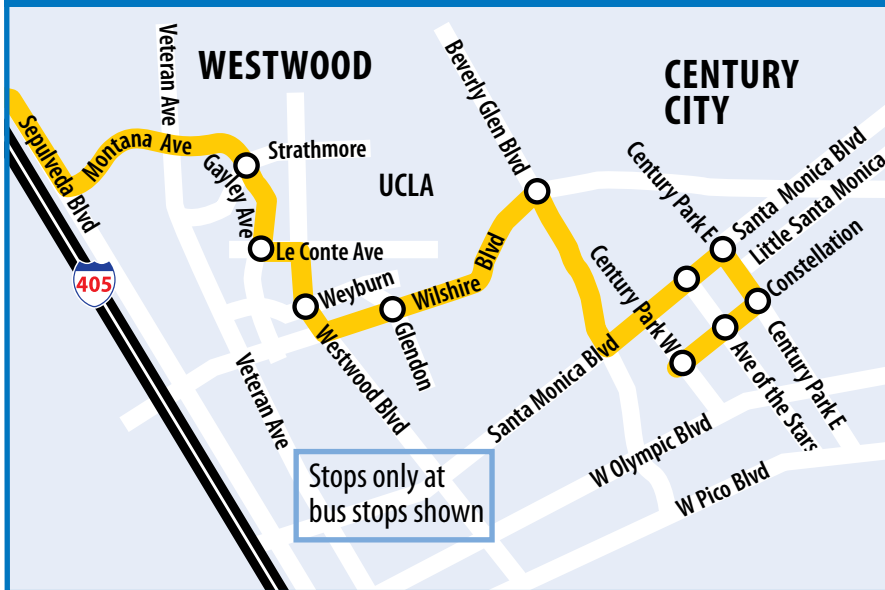 WESTWOOD
CENTURY
CITY
Veteran Ave
Beverly Glen Blvd
Sepulveda Blvd
Montana Ave
Gayley Ave
Strathmore
UCLA
Century Park E
Santa Monica Blvd
Little Santa Monica
Le Conte Ave
Constellation
405
Weyburn
Wilshire Blvd
Glendon
Century Park W
Westwood Blvd
Veteran Ave
Santa Monica Blvd
Ave of the Stars
Century Park E
W Olympic Blvd
W Pico Blvd
Stops only at
bus stops shown